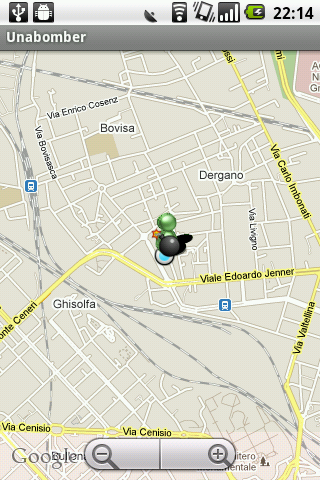 22:14
Unabomber
Via Enrico Cosenz
Bovisa
Via Bovisasca
Dergano
Via Carlo Imbonati
Via Livigno
Viale Edoardo Jenner
Ghisolfa
Via Valtellina
Via Cenisio
Via Cenisio
Google